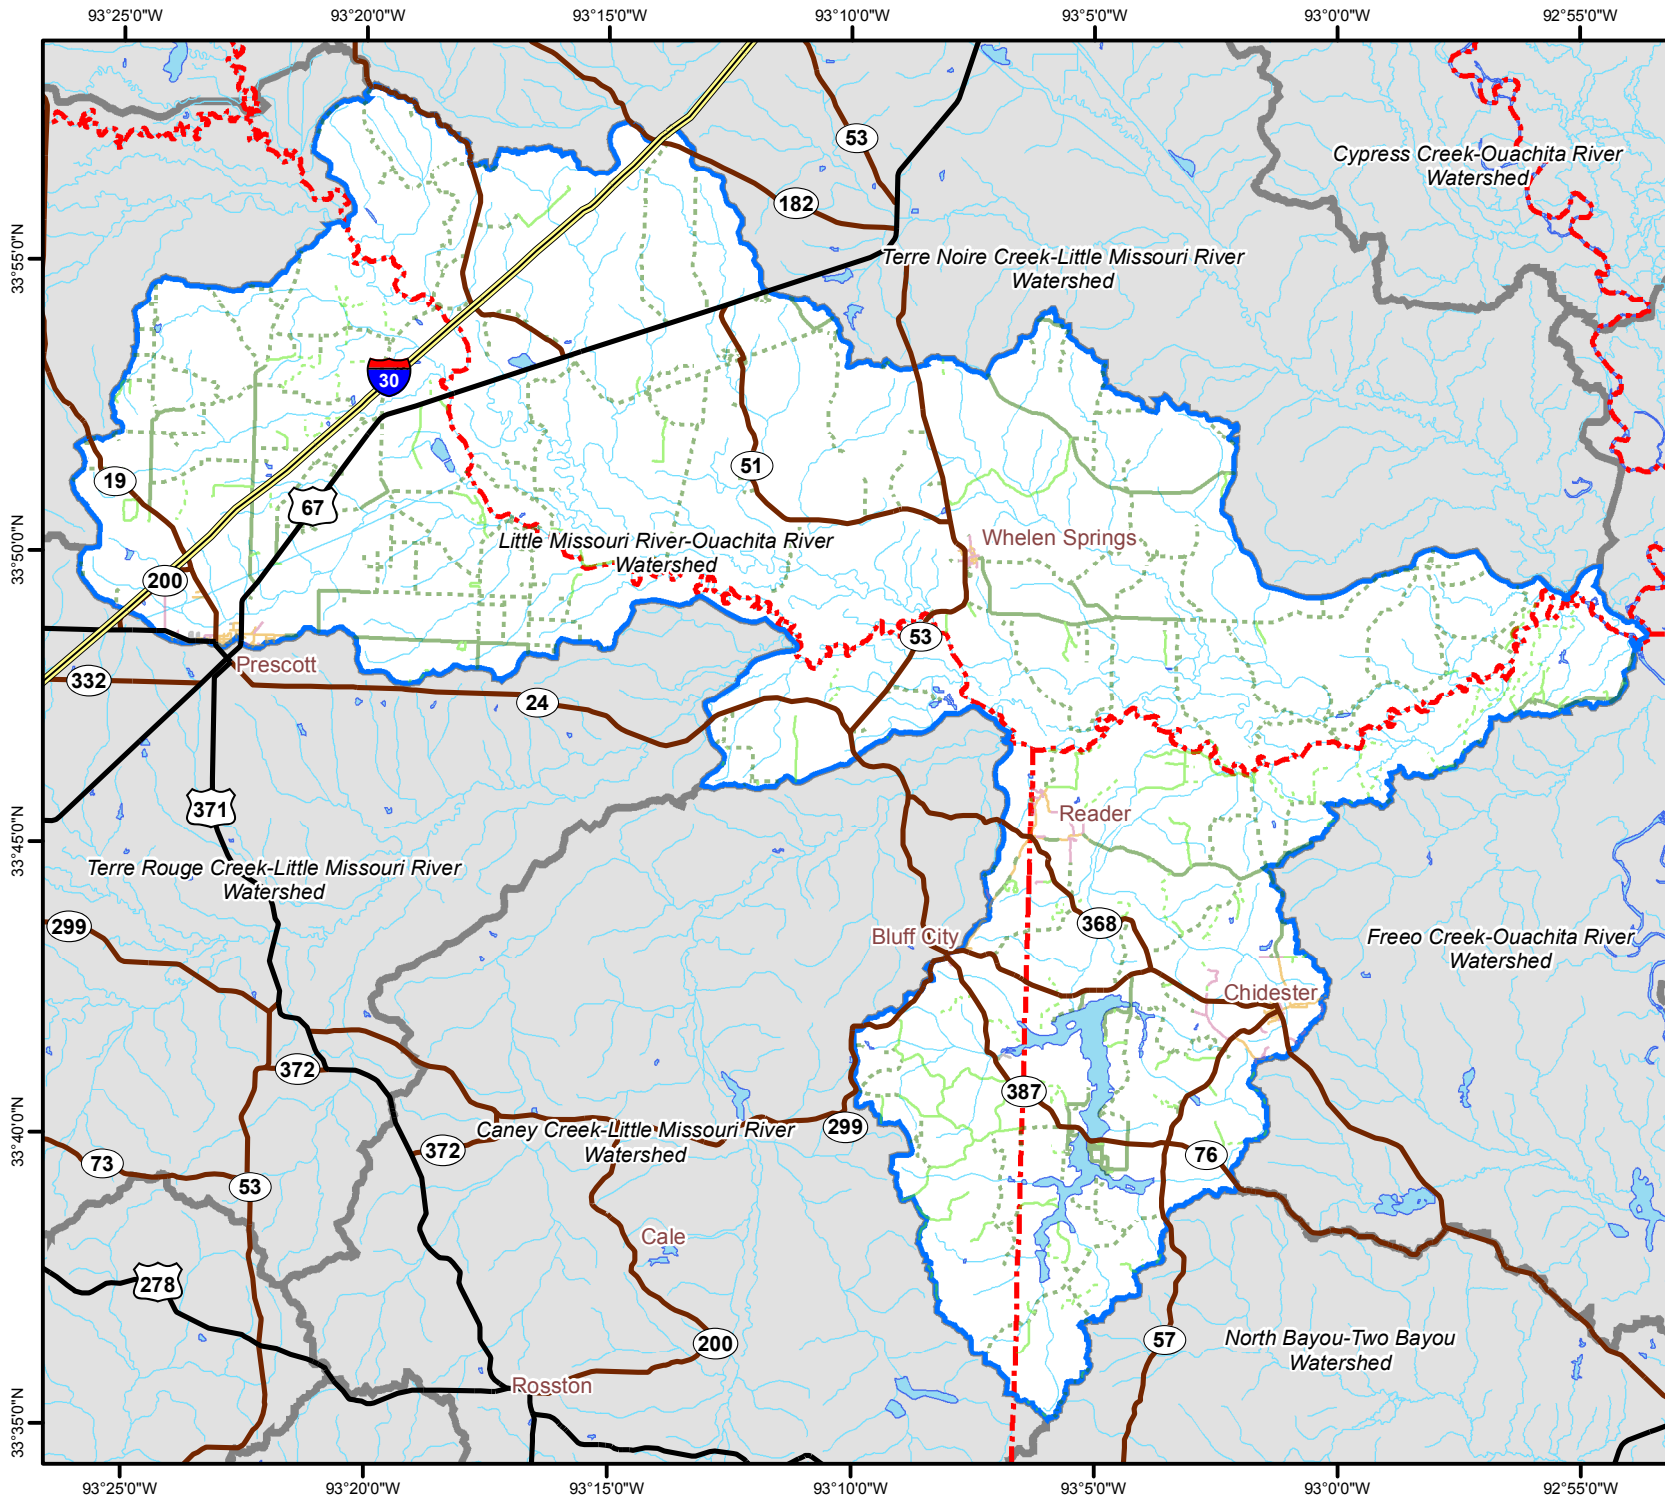 93°25'0"W
93°20'0"W
93°15'0"W
93°10'0"W
93°5'0"W
93°0'0"W
92°55'0"W
53
Cypress Creek-Ouachita River
Watershed
182
33°55'0"N
Terre Noire Creek-Little Missouri River
Watershed
30
51
19
67
33°50'0"N
Little Missouri River-Ouachita River
Watershed
Whelen Springs
200
53
Prescott
332
24
371
Reader
33°45'0"N
Terre Rouge Creek-Little Missouri River
Watershed
299
368
Bluff City
Freeo Creek-Ouachita River
Watershed
Chidester
372
387
33°40'0"N
Caney Creek-Little Missouri River
Watershed
299
372
76
73
53
Cale
278
200
57
North Bayou-Two Bayou
Watershed
Rosston
33°35'0"N
93°25'0"W
93°20'0"W
93°15'0"W
93°10'0"W
93°5'0"W
93°0'0"W
92°55'0"W